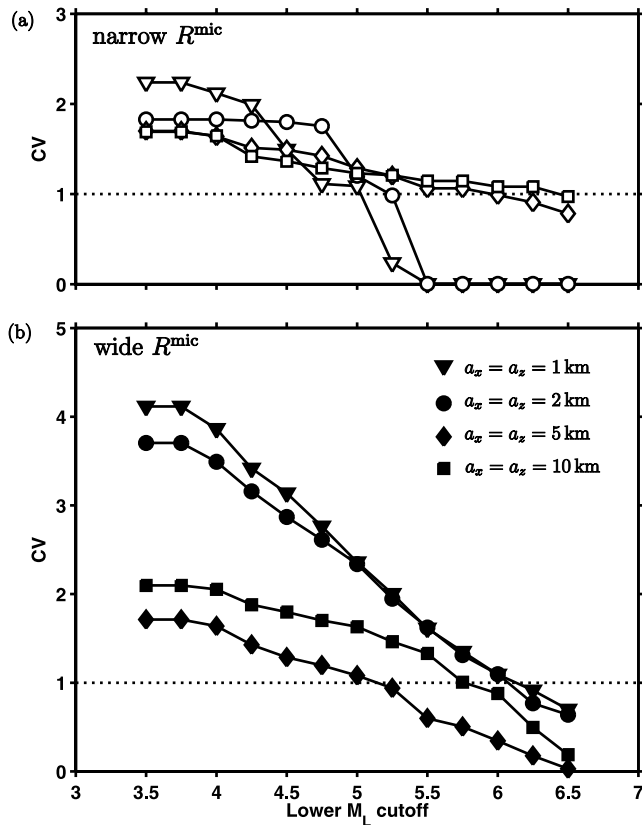 (a)
narrow R^mic
3
2
1
0
CV
(b)
wide R^mic
5
4
3
2
1
0
CV
a_x = a_z = 1 km
a_x = a_z = 2 km
a_x = a_z = 5 km
a_x = a_z = 10 km
3 3.5 4 4.5 5 5.5 6 6.5 7
Lower M_L cutoff